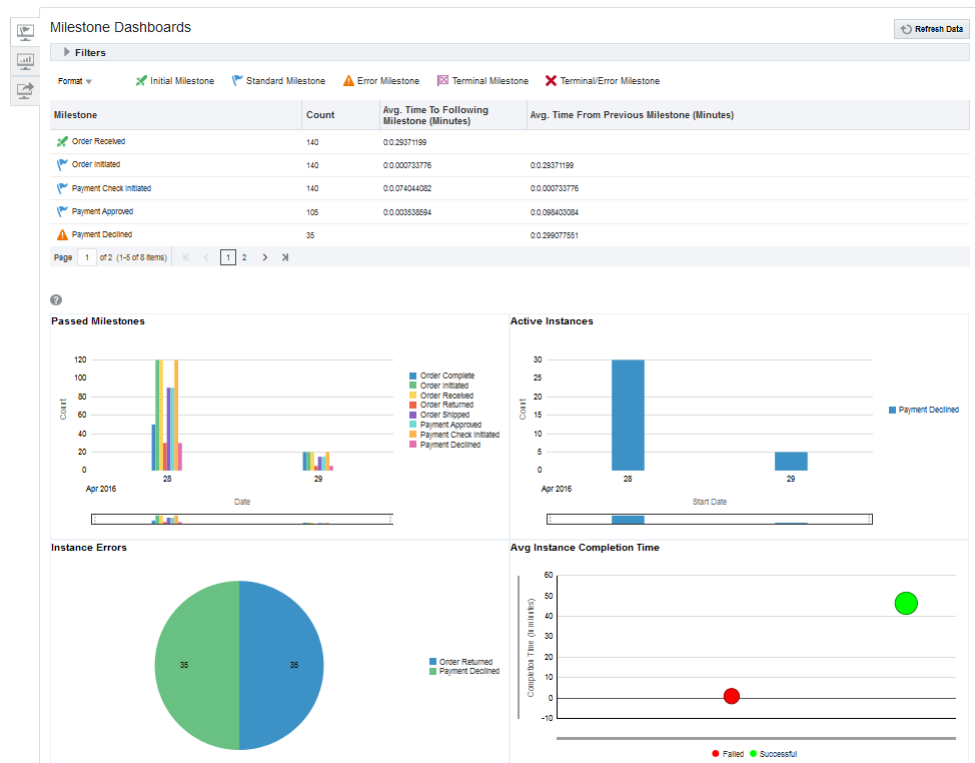 Milestone Dashboards
Refresh Data
Filters
Format
Initial Milestone
Standard Milestone
Error Milestone
Terminal Milestone
Terminal/Error Milestone
Milestone Count Avg. Time To Following Milestone (Minutes) Avg. Time From Previous Milestone (Minutes)
Order Received 140 0:0.29371199
Order Initiated 140 0:0.000733776 0:0.29371199
Payment Check Initiated 140 0:0.074044082 0:0.000733776
Payment Approved 105 0:0.003538594 0:0.098403084
Payment Declined 35 0:0.299077551
Page 1 of 2 (1-5 of 8 items) 1 2
Passed Milestones
120
100
80
60
40
20
0
Count
28 29
Apr 2016
Date
Order Complete
Order Initiated
Order Received
Order Returned
Order Shipped
Payment Approved
Payment Check Initiated
Payment Declined
Active Instances
30
25
20
15
10
5
0
Count
28 29
Apr 2016
Start Date
Payment Declined
Instance Errors
35 35
Order Returned
Payment Declined
Avg Instance Completion Time
60
50
40
30
20
10
0
-10
Completion Time (in minutes)
Failed Successful